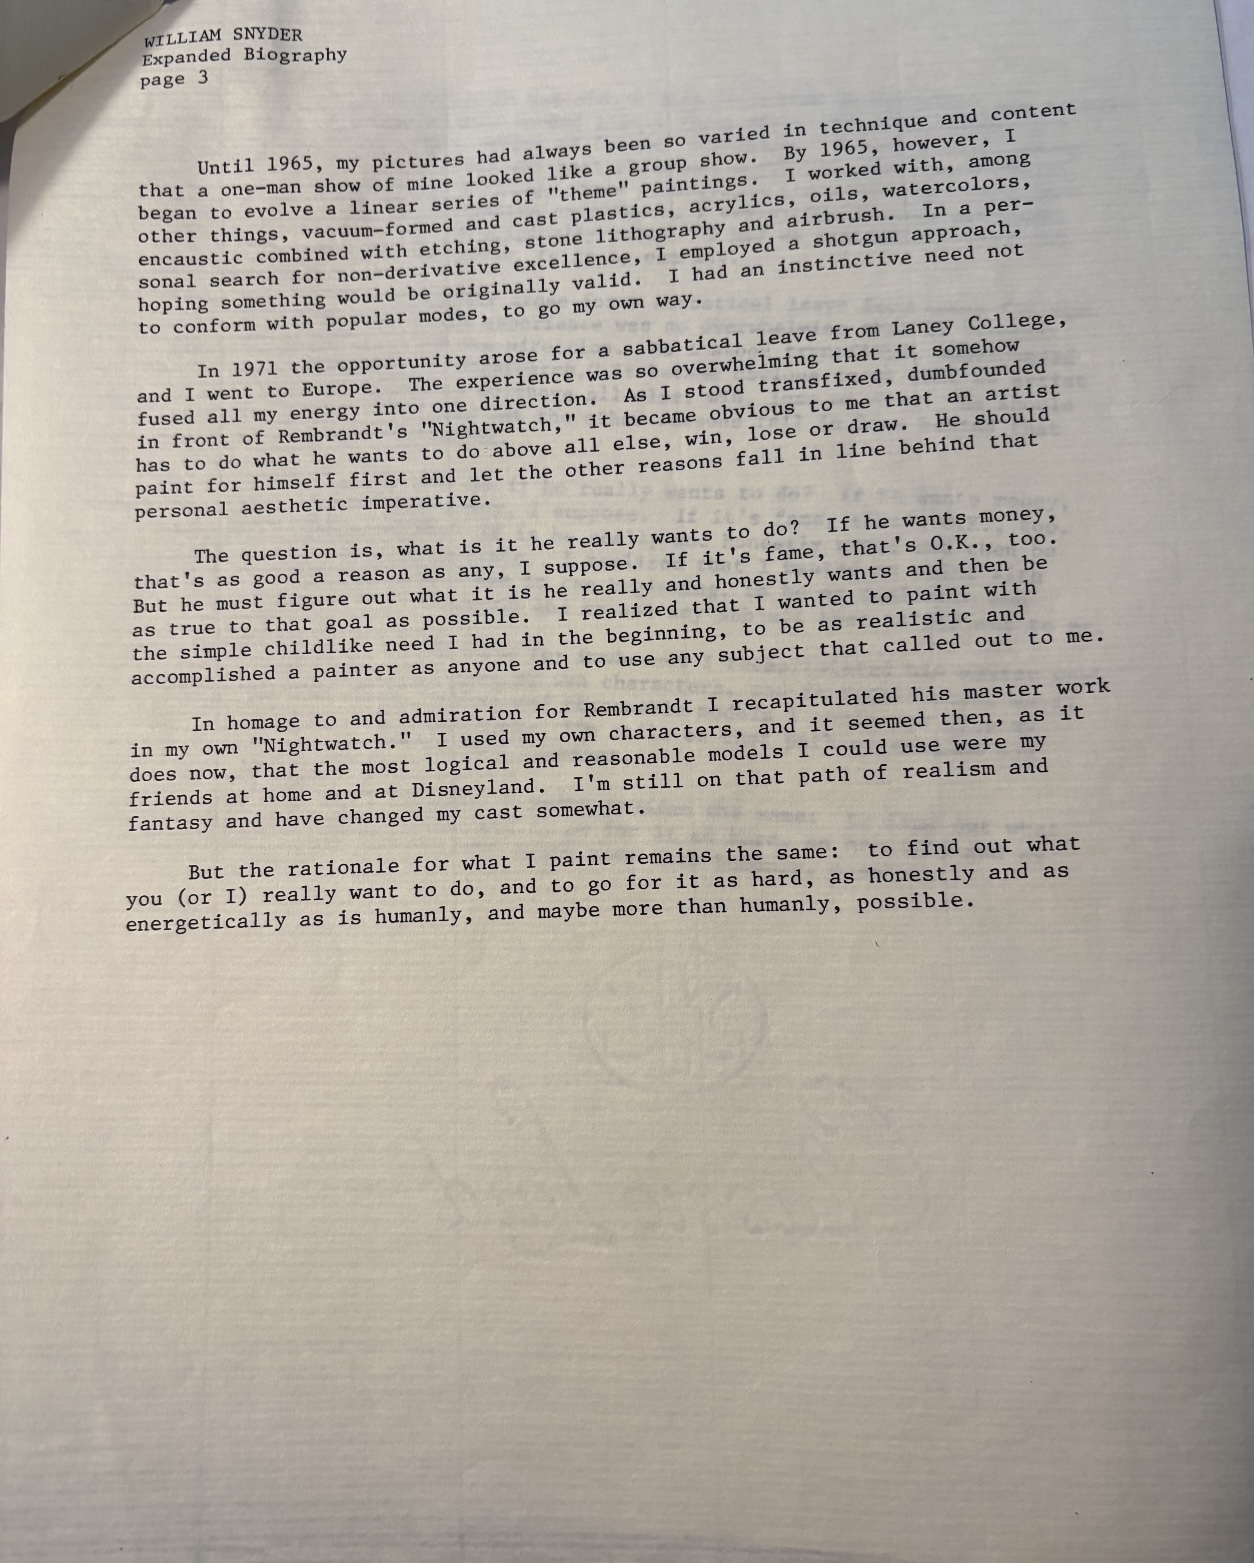 WILLIAM SNYDER
Expanded Biography
page 3
Until 1965, my pictures had always been so varied in technique and content
that a one-man show of mine looked like a group show. By 1965, however, I
began to evolve a linear series of "theme" paintings. I worked with, among
other things, vacuum-formed and cast plastics, acrylics, oils, watercolors,
encaustic combined with etching, stone lithography and airbrush. In a per-
sonal search for non-derivative excellence, I employed a shotgun approach,
hoping something would be originally valid. I had an instinctive need not
to conform with popular modes, to go my own way.
In 1971 the opportunity arose for a sabbatical leave from Laney College,
and I went to Europe. The experience was so overwhelming that it somehow
fused all my energy into one direction. As I stood transfixed, dumbfounded
in front of Rembrandt's "Nightwatch," it became obvious to me that an artist
has to do what he wants to do above all else, win, lose or draw. He should
paint for himself first and let the other reasons fall in line behind that
personal aesthetic imperative.
The question is, what is it he really wants to do? If he wants money,
that's as good a reason as any, I suppose. If it's fame, that's O.K., too.
But he must figure out what it is he really and honestly wants and then be
as true to that goal as possible. I realized that I wanted to paint with
the simple childlike need I had in the beginning, to be as realistic and
accomplished a painter as anyone and to use any subject that called out to me.
In homage to and admiration for Rembrandt I recapitulated his master work
in my own "Nightwatch." I used my own characters, and it seemed then, as it
does now, that the most logical and reasonable models I could use were my
friends at home and at Disneyland. I'm still on that path of realism and
fantasy and have changed my cast somewhat.
But the rationale for what I paint remains the same: to find out what
you (or I) really want to do, and to go for it as hard, as honestly and as
energetically as is humanly, and maybe more than humanly, possible.